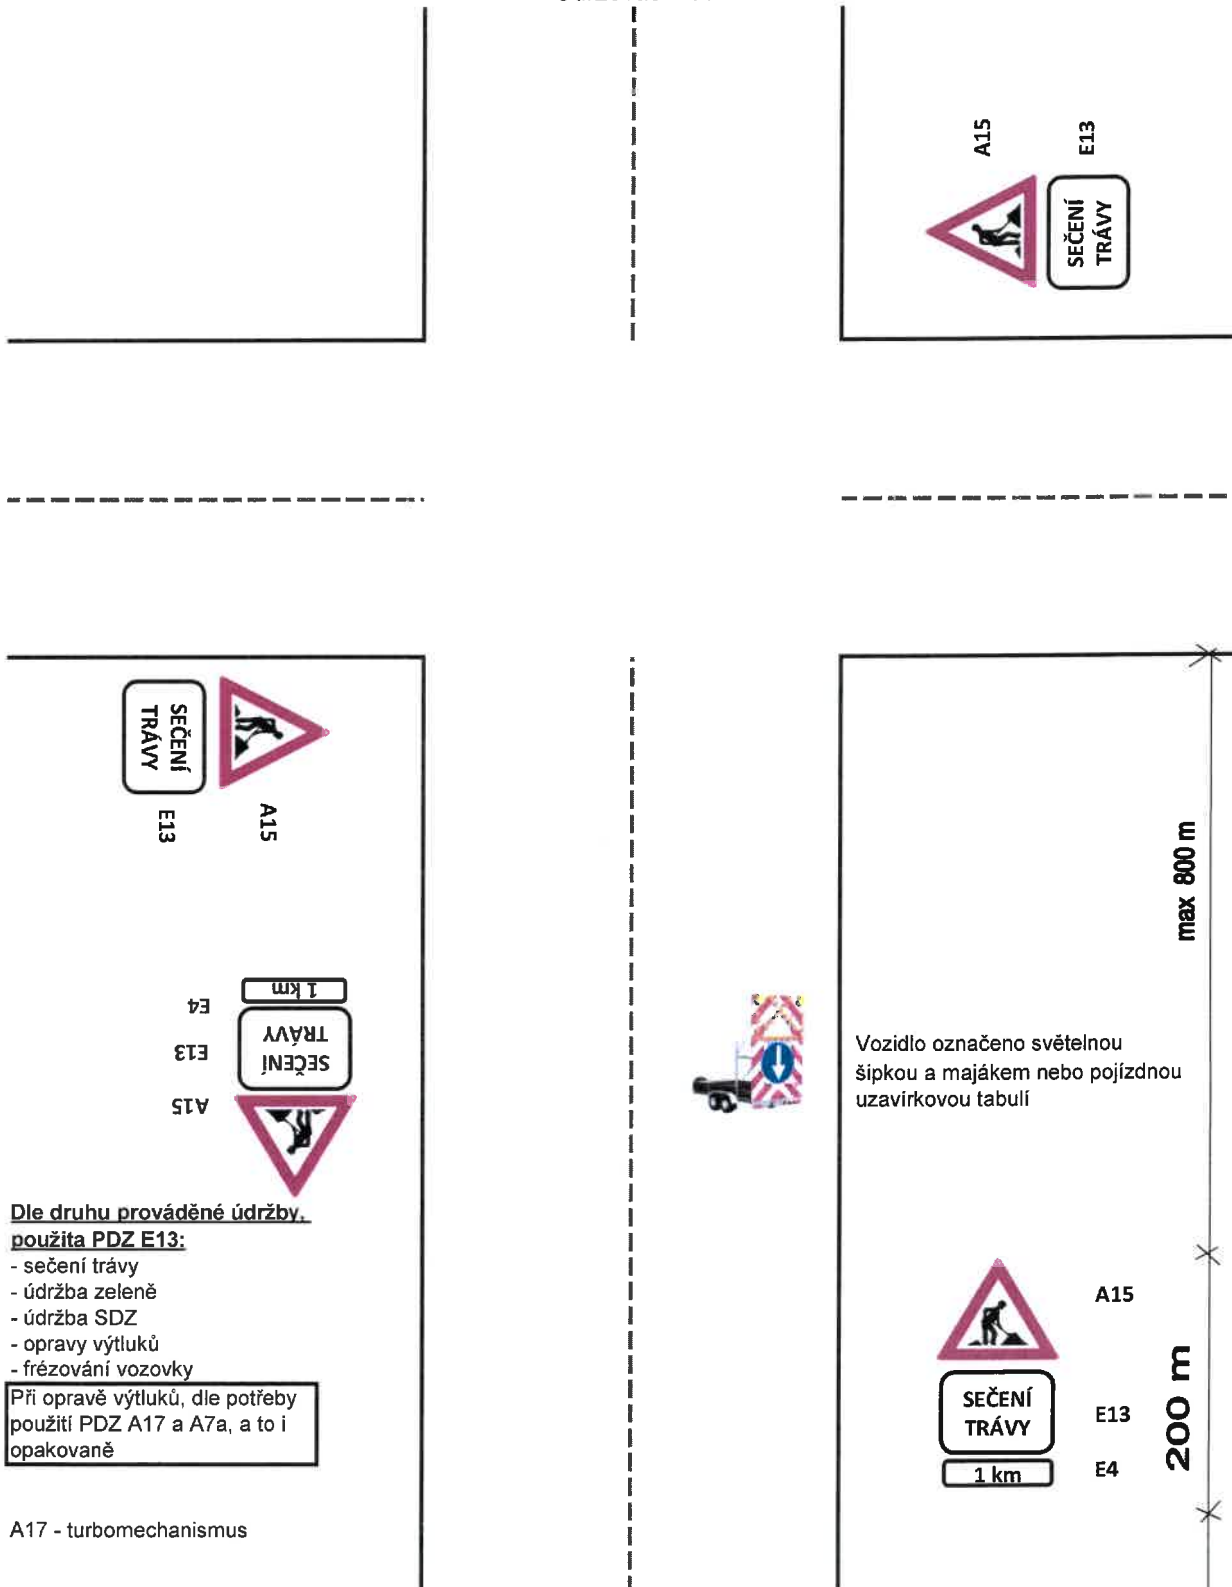 A15
E13
SEČENÍ
TRÁVY
SEČENÍ
TRÁVY
E13
A15
max 800 m
1 km
E4
SEČENÍ
TRÁVY
E13
A15
Vozidlo označeno světelnou
šipkou a majákem nebo pojízdnou
uzavírkovou tabulí
Dle druhu prováděné údržby,
použita PDZ E13:
- sečení trávy
- údržba zeleně
- údržba SDZ
- opravy výtluků
- frézování vozovky
Při opravě výtluků, dle potřeby
použití PDZ A17 a A7a, a to i
opakovaně
A17 - turbomechanismus
A15
SEČENÍ
TRÁVY
E13
1 km
E4
200 m